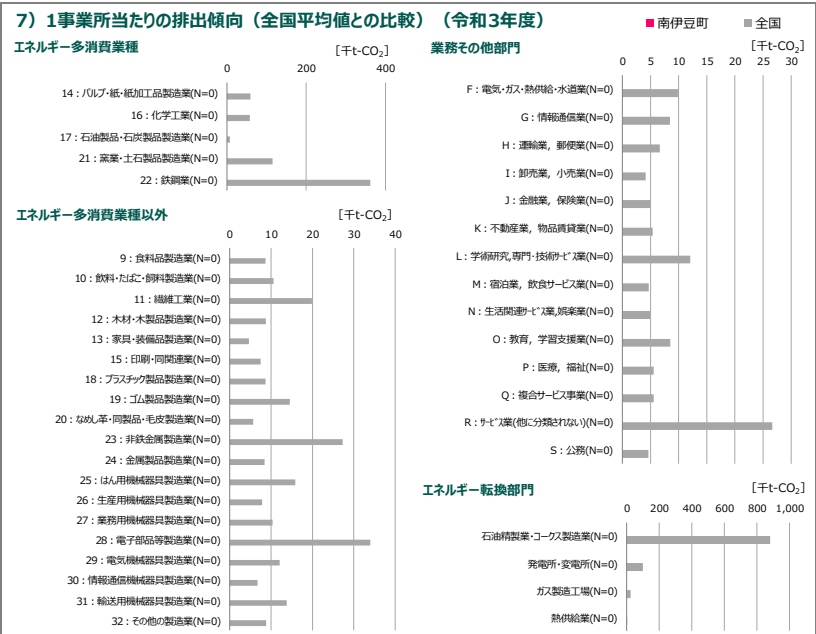 7）1事業所当たりの排出傾向（全国平均値との比較）（令和3年度）
■ 南伊豆町 ■ 全国
エネルギー多消費業種
[千t-CO₂]
0 200 400
14：パルプ・紙・紙加工品製造業(N=0)
16：化学工業(N=0)
17：石油製品・石炭製品製造業(N=0)
21：窯業・土石製品製造業(N=0)
22：鉄鋼業(N=0)
エネルギー多消費業種以外
[千t-CO₂]
0 10 20 30 40
9：食料品製造業(N=0)
10：飲料・たばこ・飼料製造業(N=0)
11：繊維工業(N=0)
12：木材・木製品製造業(N=0)
13：家具・装備品製造業(N=0)
15：印刷・同関連業(N=0)
18：プラスチック製品製造業(N=0)
19：ゴム製品製造業(N=0)
20：なめし革・同製品・毛皮製造業(N=0)
23：非鉄金属製造業(N=0)
24：金属製品製造業(N=0)
25：はん用機械器具製造業(N=0)
26：生産用機械器具製造業(N=0)
27：業務用機械器具製造業(N=0)
28：電子部品等製造業(N=0)
29：電気機械器具製造業(N=0)
30：情報通信機械器具製造業(N=0)
31：輸送用機械器具製造業(N=0)
32：その他の製造業(N=0)
業務その他部門
[千t-CO₂]
0 5 10 15 20 25 30
F：電気・ガス・熱供給・水道業(N=0)
G：情報通信業(N=0)
H：運輸業，郵便業(N=0)
I：卸売業，小売業(N=0)
J：金融業，保険業(N=0)
K：不動産業，物品賃貸業(N=0)
L：学術研究,専門・技術ｻｰﾋﾞｽ業(N=0)
M：宿泊業，飲食サービス業(N=0)
N：生活関連ｻｰﾋﾞｽ業,娯楽業(N=0)
O：教育，学習支援業(N=0)
P：医療，福祉(N=0)
Q：複合サービス事業(N=0)
R：ｻｰﾋﾞｽ業(他に分類されない)(N=0)
S：公務(N=0)
エネルギー転換部門
[千t-CO₂]
0 200 400 600 800 1,000
石油精製業・コークス製造業(N=0)
発電所・変電所(N=0)
ガス製造工場(N=0)
熱供給業(N=0)